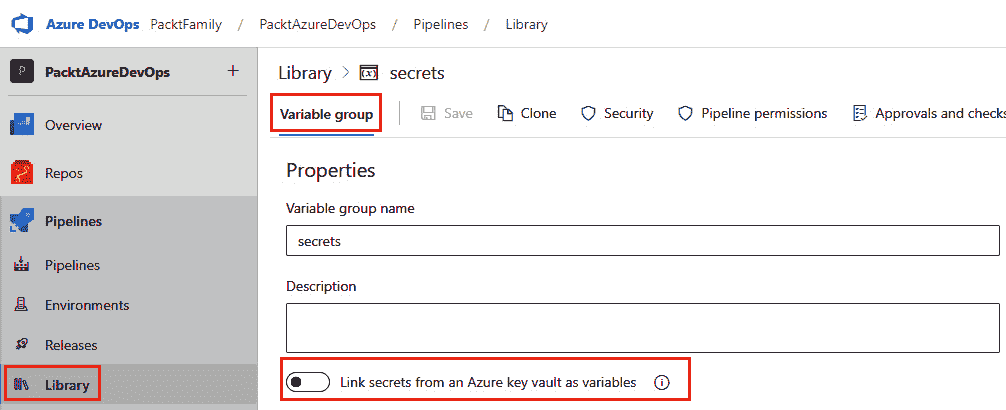 Azure DevOps PacktFamily / PacktAzureDevOps / Pipelines / Library
P PacktAzureDevOps +
Overview
Repos
Pipelines
Pipelines
Environments
Releases
Library
Library > (x) secrets
Variable group Save Clone Security Pipeline permissions Approvals and checks
Properties
Variable group name
secrets
Description
Link secrets from an Azure key vault as variables